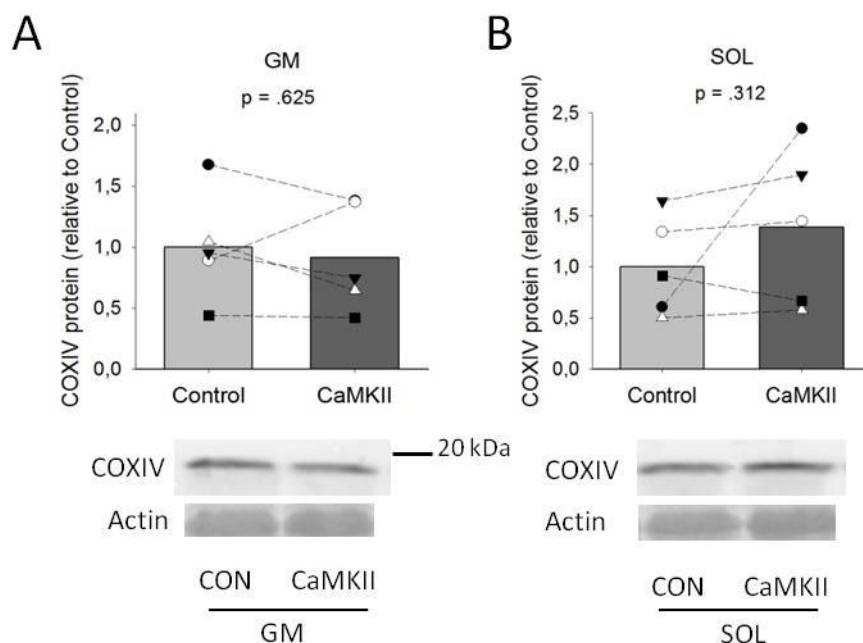 A
GM
p = .625
COXIV protein (relative to Control)
2,0
1,5
1,0
0,5
0,0
Control CaMKII
B
SOL
p = .312
COXIV protein (relative to Control)
2,5
2,0
1,5
1,0
0,5
0,0
Control CaMKII
COXIV
20 kDa
Actin
CON CaMKII
GM
COXIV
Actin
CON CaMKII
SOL